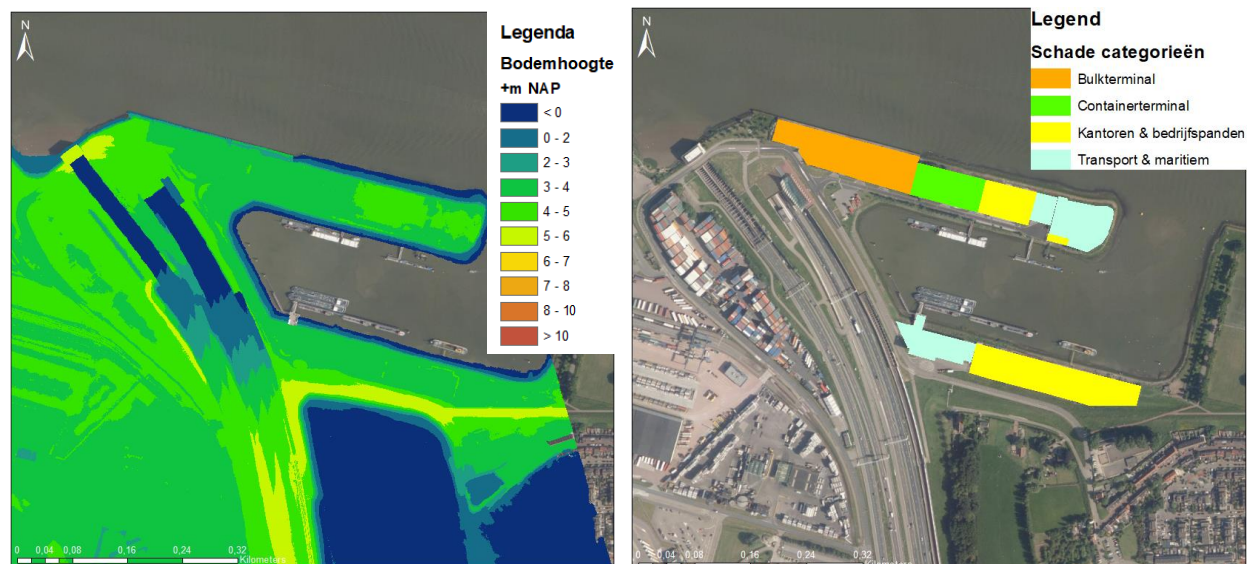 N
Legenda
Bodemhoogte
+m NAP
< 0
0 - 2
2 - 3
3 - 4
4 - 5
5 - 6
6 - 7
7 - 8
8 - 10
> 10
0 0,04 0,08 0,16 0,24 0,32
Kilometers
N
Legend
Schade categorieën
Bulkterminal
Containerterminal
Kantoren & bedrijfspanden
Transport & maritiem
0 0,04 0,08 0,16 0,24 0,32
Kilometers